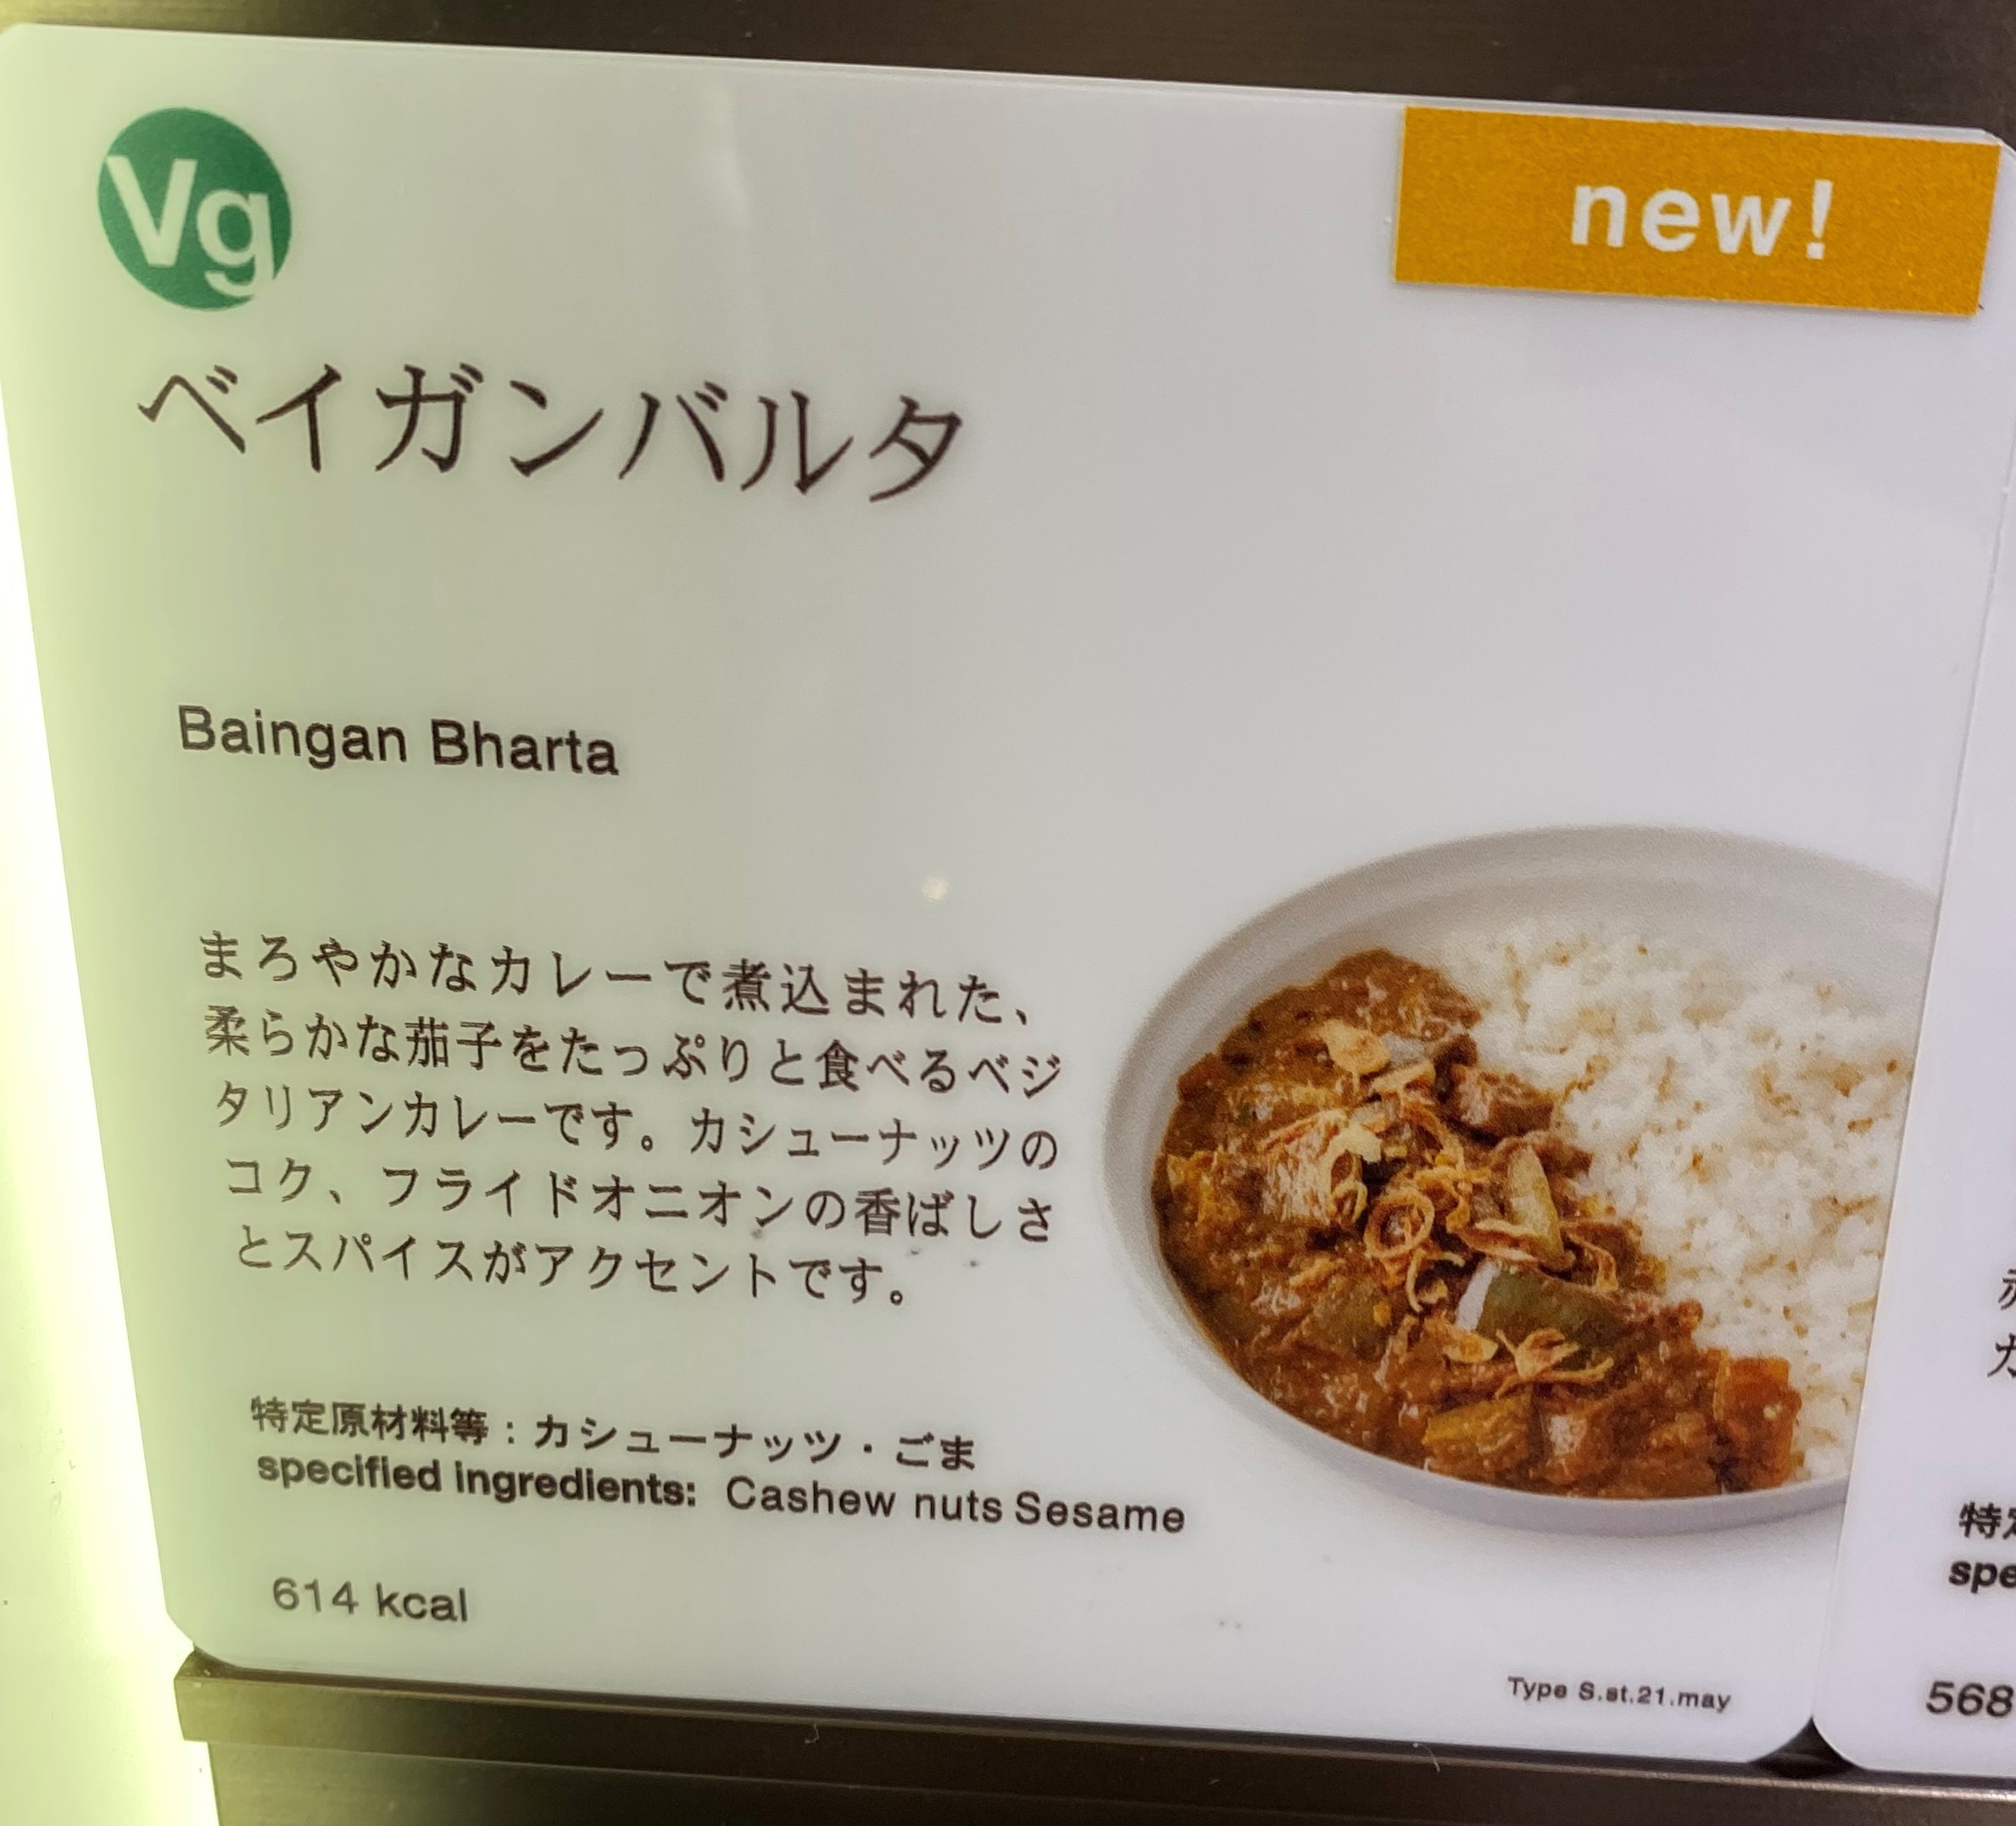 Vg
new!
ベイガンバルタ
Baingan Bharta
まろやかなカレーで煮込まれた、
柔らかな茄子をたっぷりと食べるベジ
タリアンカレーです。カシューナッツの
コク、フライドオニオンの香ばしさ
とスパイスがアクセントです。
特定原材料等：カシューナッツ・ごま
specified ingredients: Cashew nuts Sesame
614 kcal
Type S.st.21.may
特定
spe
568